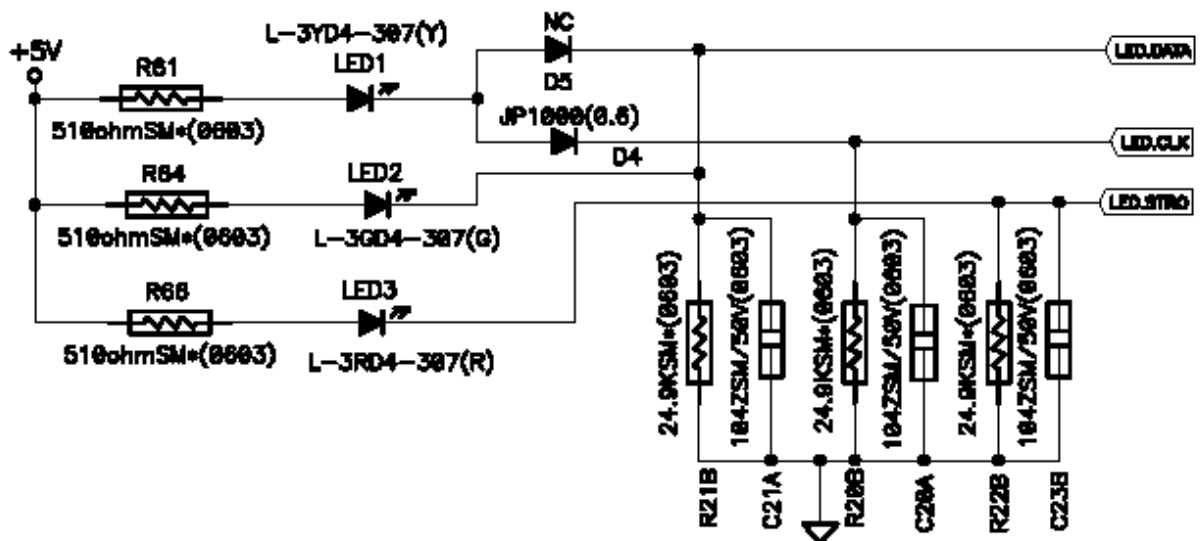 L-3YD4-307(Y)
NC
+5V
R61
LED1
D5
LED.DATA
510ohmSM*(0603)
JP1000(0.6)
D4
LED.CLK
R64
LED2
LED.STRO
510ohmSM*(0603)
L-3GD4-307(G)
R66
LED3
510ohmSM*(0603)
L-3RD4-307(R)
24.9KSM*(0603)
104ZSM/50V(0603)
24.9KSM*(0603)
104ZSM/50V(0603)
24.9KSM*(0603)
104ZSM/50V(0603)
R21B
C21A
R20B
C20A
R22B
C23B